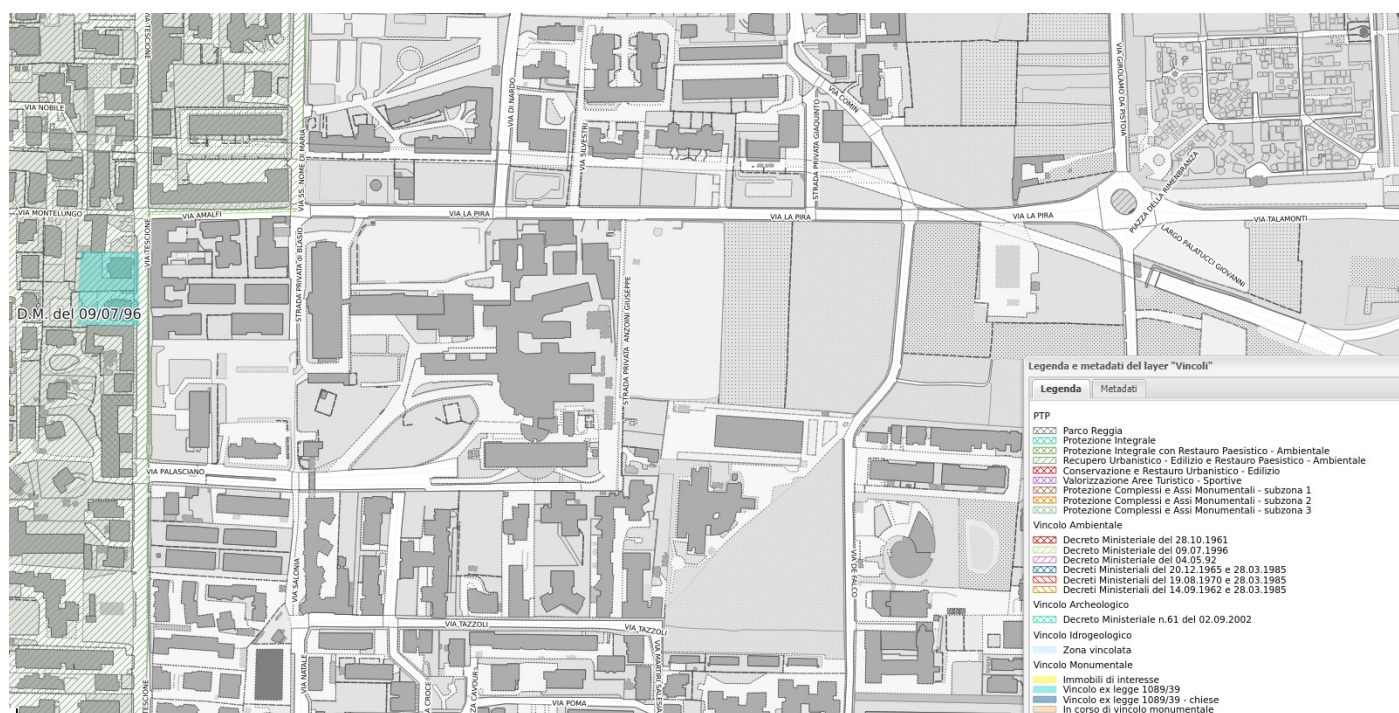 VIA TESCIONE
VIA NOBILE
VIA DI NARDO
VIA SILVESTRI
VIA COMIN
STRADA PRIVATA GIAQUINTO
VIA GIROLAMO DA PISTOIA
VIA SS. NOME DI MARIA
PIAZZA DELLA RIMENBRANZA
VIA MONTELUNGO
VIA AMALFI
VIA LA PIRA
VIA LA PIRA
VIA LA PIRA
VIA TALAMONTI
VIA TESCIONE
STRADA PRIVATA di BLASIO
STRADA PRIVATA ANZOINI GIUSEPPE
LARGO PALATUCCI GIOVANNI
D.M. del 09/07/96
VIA PALASCIANO
VIA SALONIA
VIA DE FALCO
VIA TAZZOLI
VIA TAZZOLI
VIA NATALE
VIA POMA
Legenda e metadati del layer "Vincoli"
Legenda
Metadati
PTP
Parco Reggia
Protezione Integrale
Protezione Integrale con Restauro Paesistico - Ambientale
Recupero Urbanistico - Edilizio e Restauro Paesistico - Ambientale
Conservazione e Restauro Urbanistico - Edilizio
Valorizzazione Aree Turistico - Sportive
Protezione Complessi e Assi Monumentali - subzona 1
Protezione Complessi e Assi Monumentali - subzona 2
Protezione Complessi e Assi Monumentali - subzona 3
Vincolo Ambientale
Decreto Ministeriale del 28.10.1961
Decreto Ministeriale del 09.07.1996
Decreto Ministeriale del 04.05.92
Decreti Ministeriali del 20.12.1965 e 28.03.1985
Decreti Ministeriali del 19.08.1970 e 28.03.1985
Decreti Ministeriali del 14.09.1962 e 28.03.1985
Vincolo Archeologico
Decreto Ministeriale n.61 del 02.09.2002
Vincolo Idrogeologico
Zona vincolata
Vincolo Monumentale
Immobili di interesse
Vincolo ex legge 1089/39
Vincolo ex legge 1089/39 - chiese
In corso di vincolo monumentale